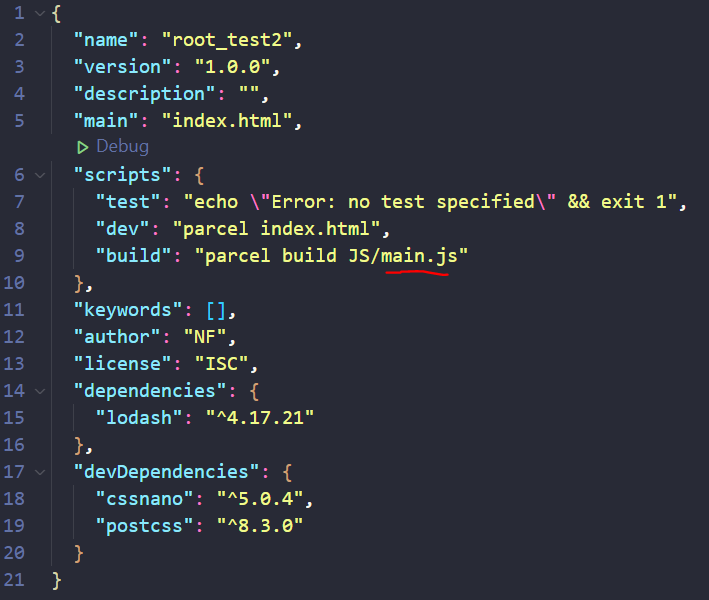 1 {
2 "name": "root_test2",
3 "version": "1.0.0",
4 "description": "",
5 "main": "index.html",
Debug
6 "scripts": {
7 "test": "echo \"Error: no test specified\" && exit 1",
8 "dev": "parcel index.html",
9 "build": "parcel build JS/main.js"
10 },
11 "keywords": [],
12 "author": "NF",
13 "license": "ISC",
14 "dependencies": {
15 "lodash": "^4.17.21"
16 },
17 "devDependencies": {
18 "cssnano": "^5.0.4",
19 "postcss": "^8.3.0"
20 }
21 }